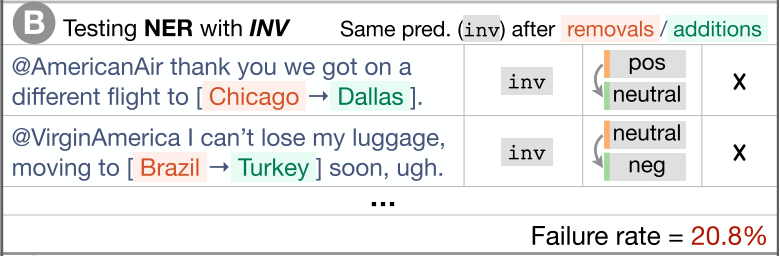 B Testing NER with INV Same pred. (inv) after removals / additions
@AmericanAir thank you we got on a
different flight to [ Chicago → Dallas ].
inv
pos
neutral
X
@VirginAmerica I can't lose my luggage,
moving to [ Brazil → Turkey ] soon, ugh.
inv
neutral
neg
X
...
Failure rate = 20.8%